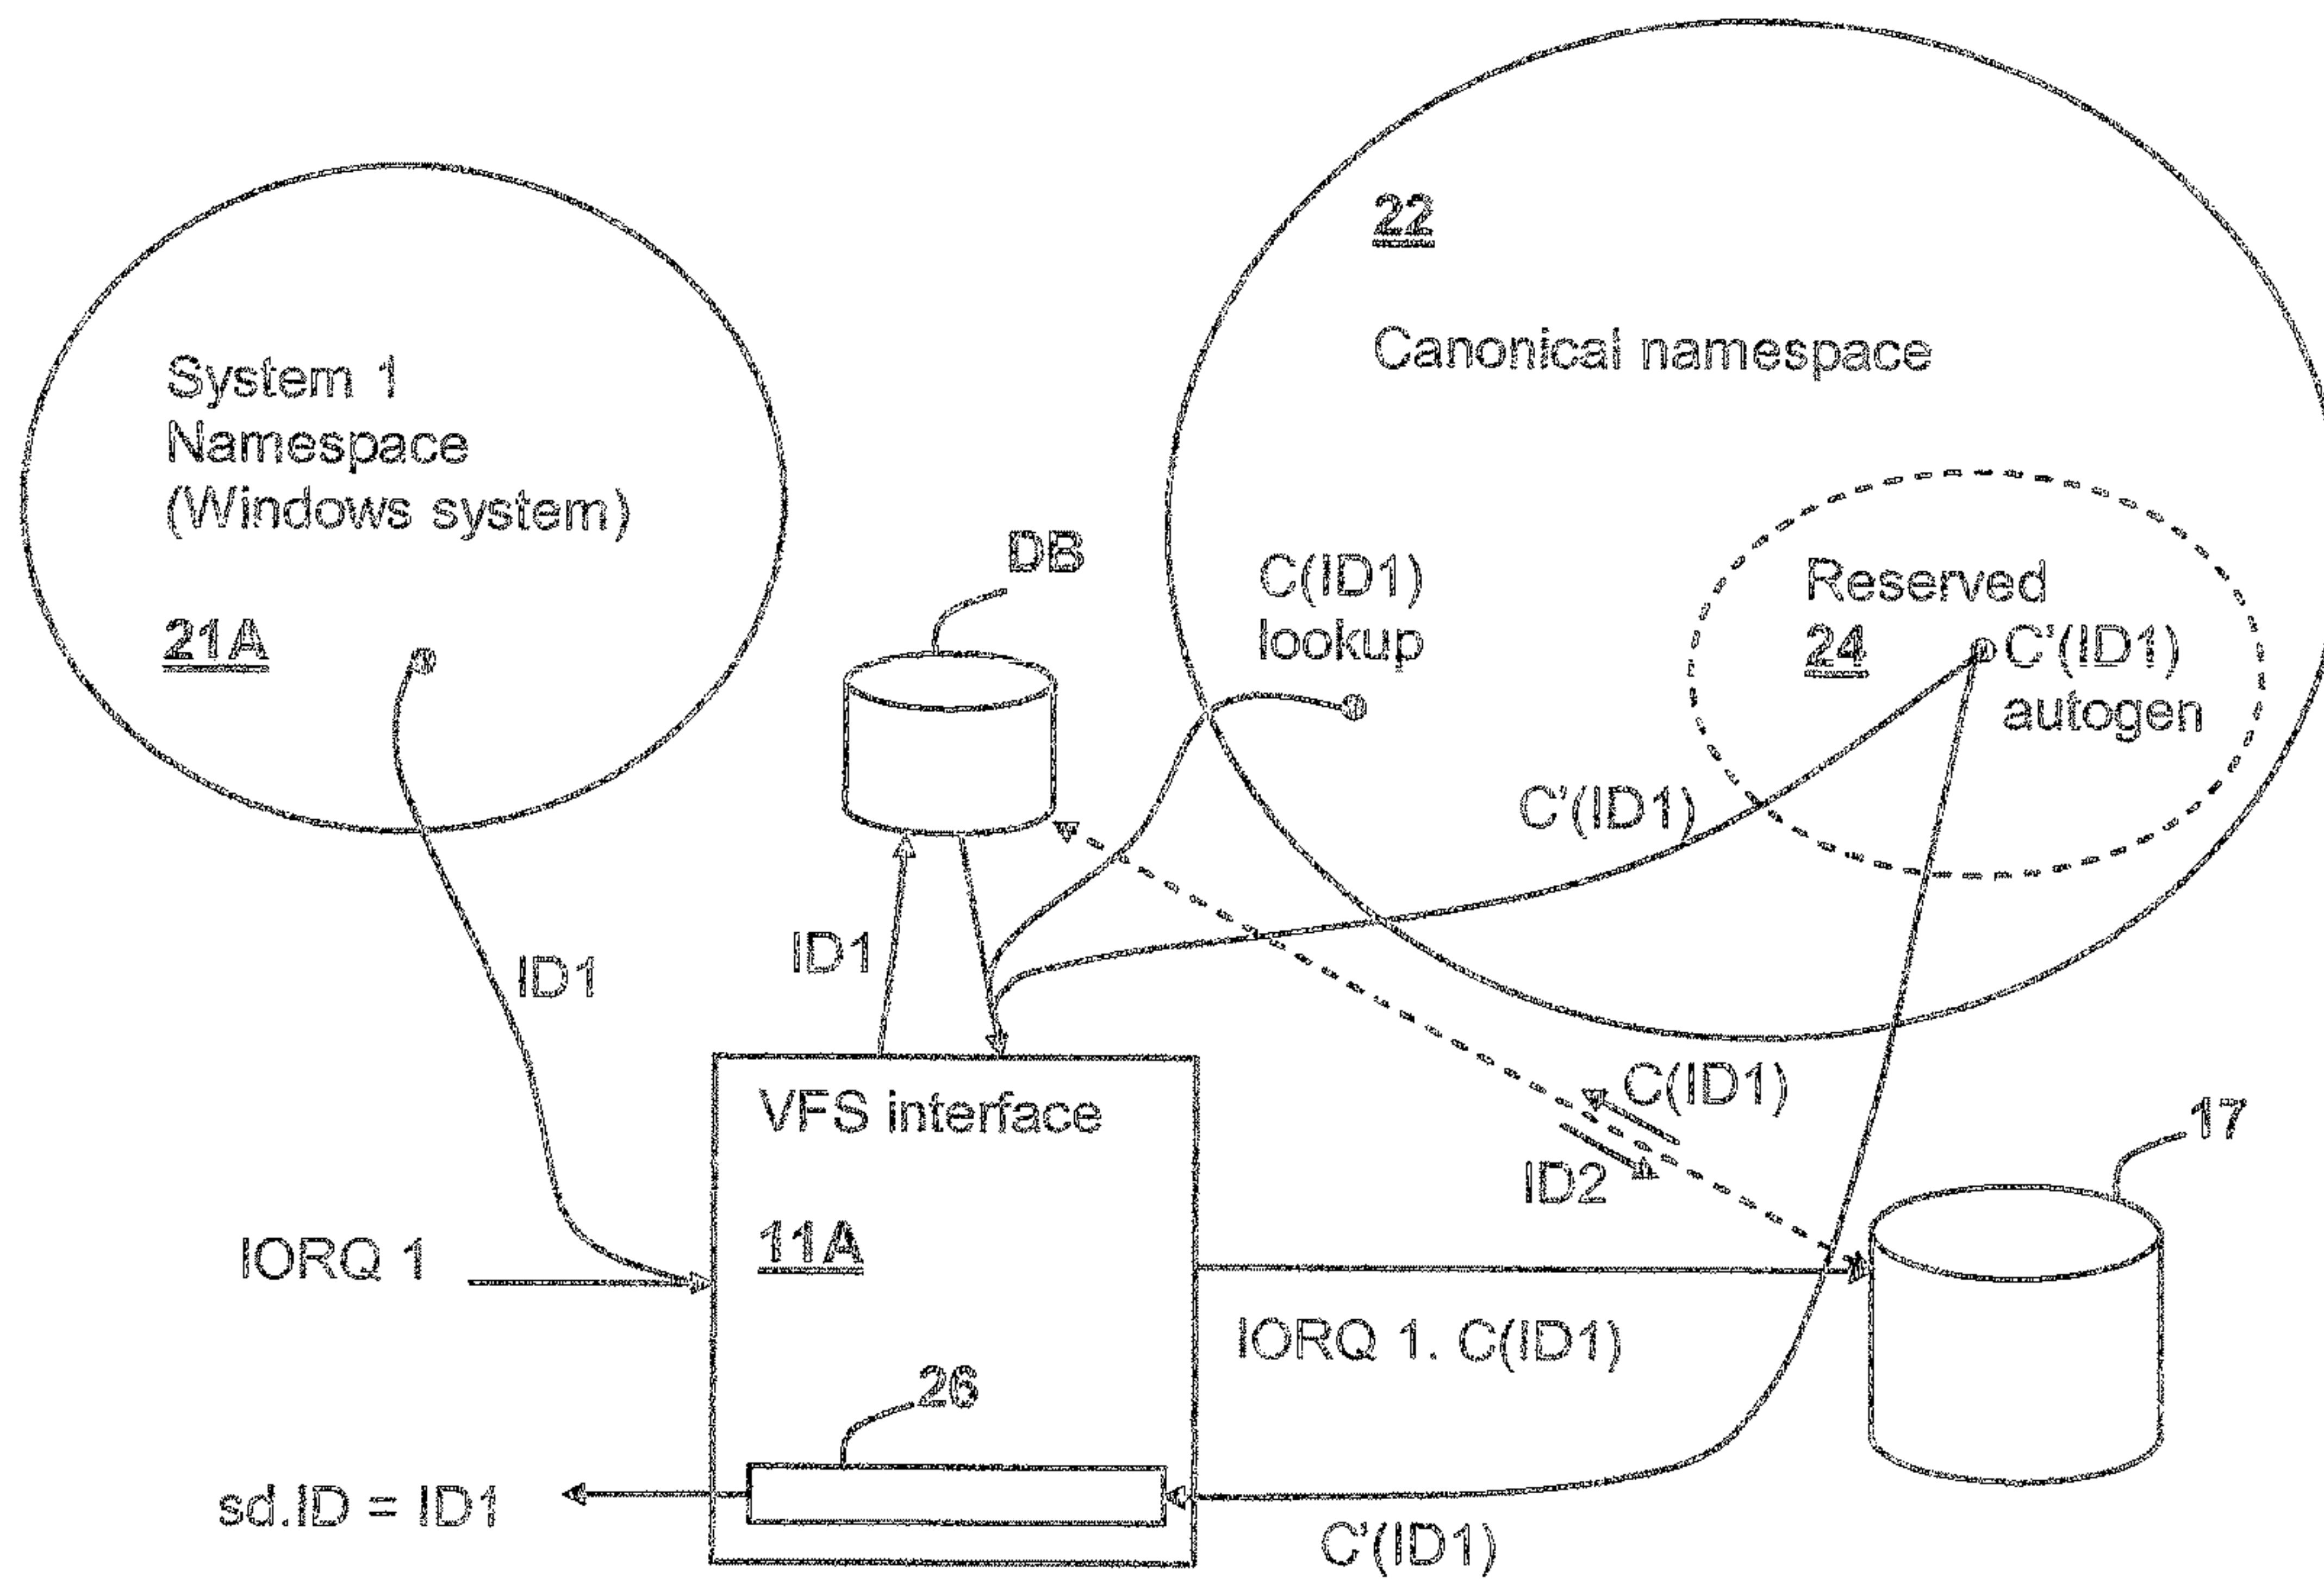 22
Canonical namespace
System 1
Namespace
(Windows system)
21A
DB
C(ID1)
lookup
Reserved
24
C'(ID1)
autogen
C'(ID1)
ID1
ID1
C(ID1)
ID2
17
VFS interface
11A
IORQ 1
IORQ 1. C(ID1)
26
sd.ID = ID1
C'(ID1)